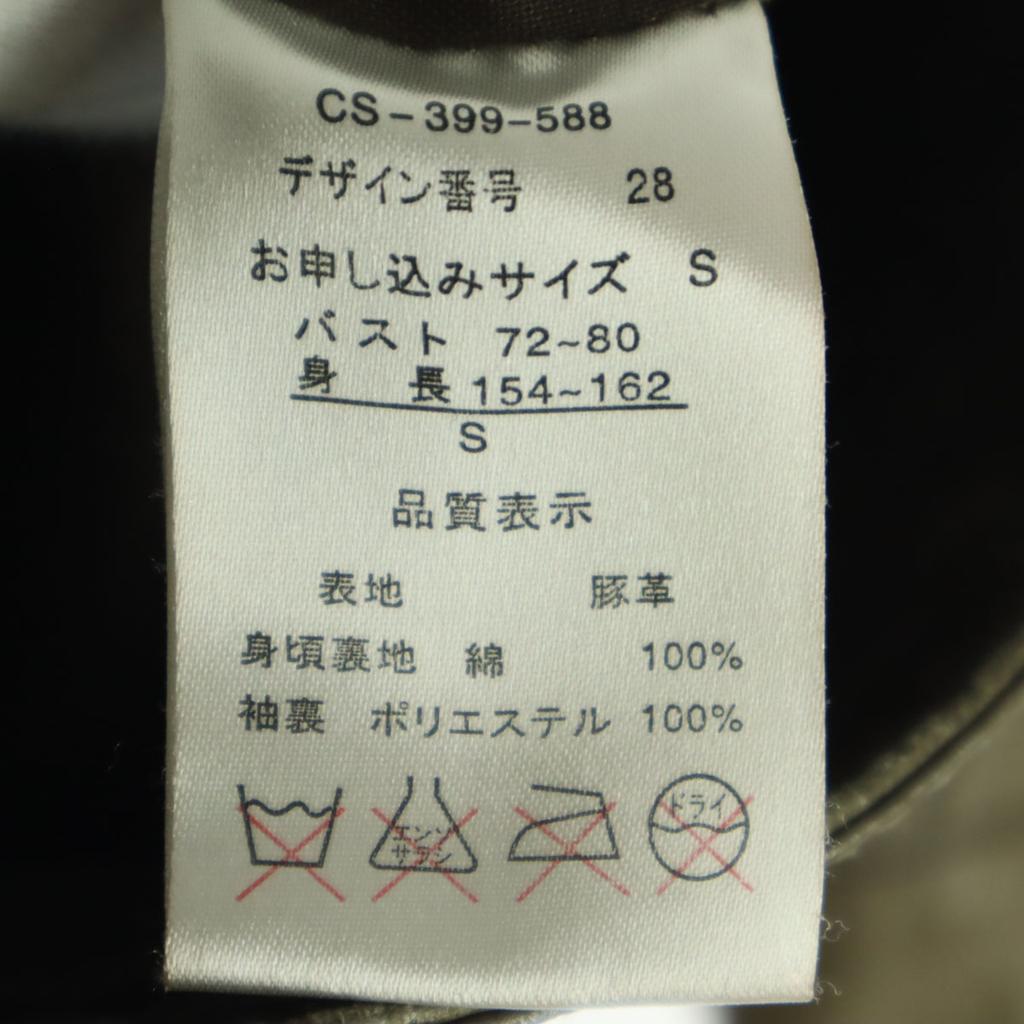 CS-399-588
デザイン番号 28
お申し込みサイズ S
バスト 72~80
身長 154~162
S
品質表示
表地 豚革
身頃裏地 綿 100%
袖裏 ポリエステル 100%
エンソ
サラシ
ドライ